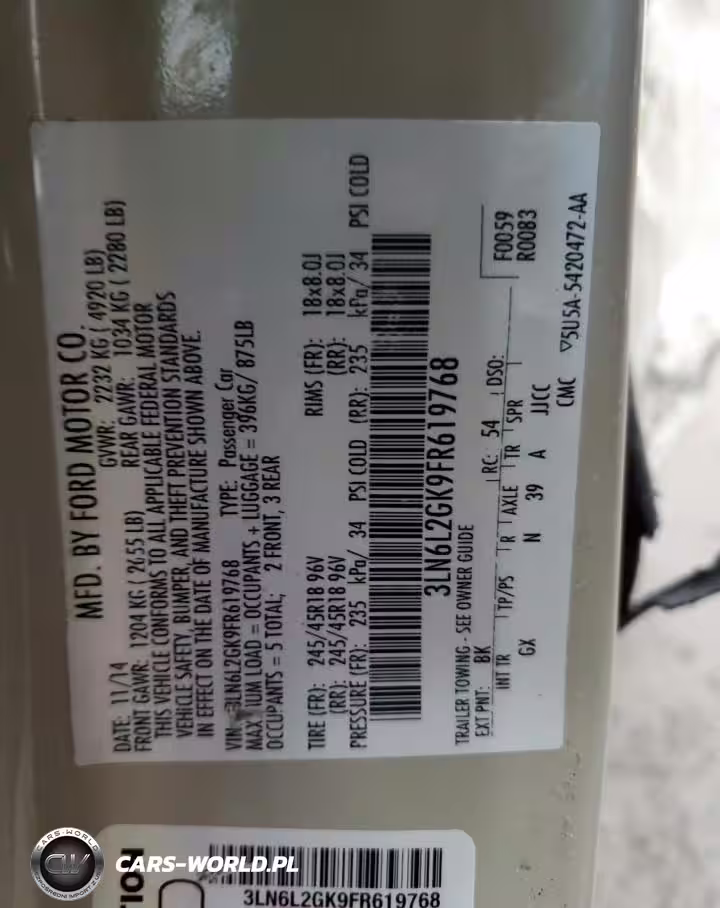 MFD. BY FORD MOTOR CO.
DATE: 11/14 GVWR: 2232 KG ( 4920 LB)
FRONT GAWR: 1204 KG ( 2655 LB) REAR GAWR: 1034 KG ( 2280 LB)
THIS VEHICLE CONFORMS TO ALL APPLICABLE FEDERAL MOTOR
VEHICLE SAFETY, BUMPER, AND THEFT PREVENTION STANDARDS
IN EFFECT ON THE DATE OF MANUFACTURE SHOWN ABOVE.
VIN: 3LN6L2GK9FR619768 TYPE: Passenger Car
LOAD = OCCUPANTS + LUGGAGE = 396KG/ 875LB
OCCUPANTS = 5 TOTAL; 2 FRONT, 3 REAR
TIRE (FR): 245/45R18 96V RIMS (FR): 18x8.0J
(RR): 245/45R18 96V (RR): 18x8.0J
PRESSURE (FR): 235 kPa/ 34 PSI COLD (RR): 235 kPa/ 34 PSI COLD
3LN6L2GK9FR619768
TRAILER TOWING - SEE OWNER GUIDE
F0059
EXT PNT: BK RC: 54 DSO: R0083
INT TR TP/PS R AXLE TR SPR
GX N 39 A JJCC
CMC ▽5U5A-5420472-AA
3LN6L2GK9FR619768
CARS-WORLD
CW
CARS-WORLD.PL